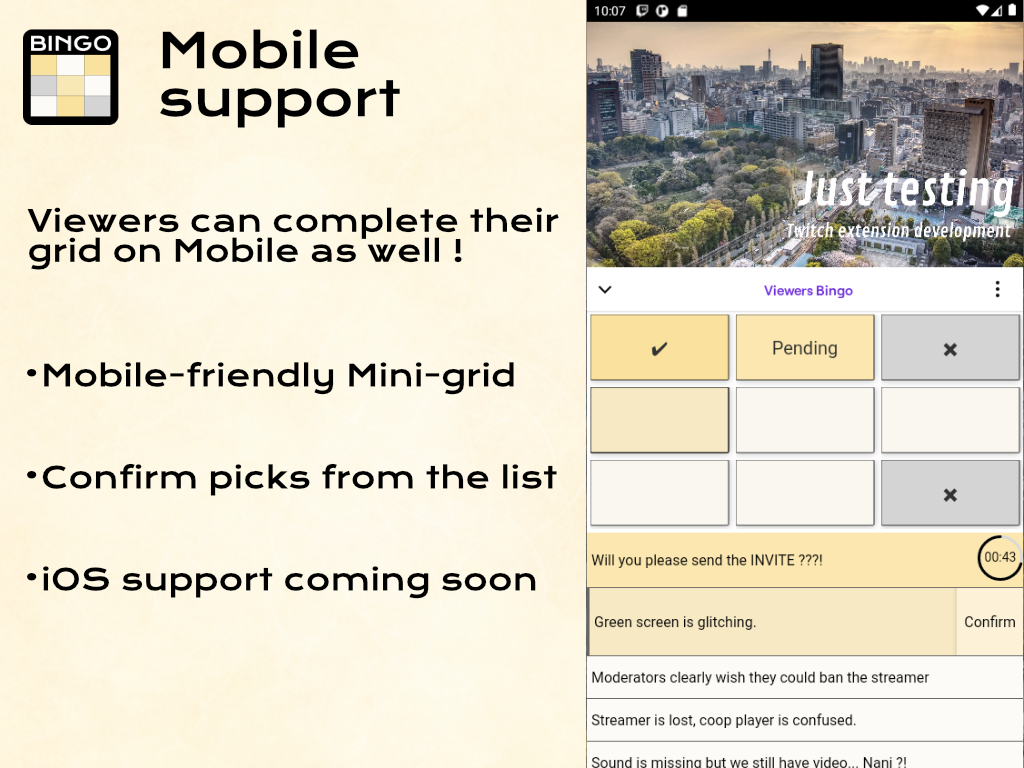 BINGO
Mobile
support
Viewers can complete their
grid on Mobile as well !
•Mobile-friendly Mini-grid
•Confirm picks from the list
•iOS support coming soon
10:07
Just testing
Twitch extension development
Viewers Bingo
✔ Pending ✖
✖
Will you please send the INVITE ???!
00:43
Green screen is glitching.
Confirm
Moderators clearly wish they could ban the streamer
Streamer is lost, coop player is confused.
Sound is missing but we still have video... Nani ?!